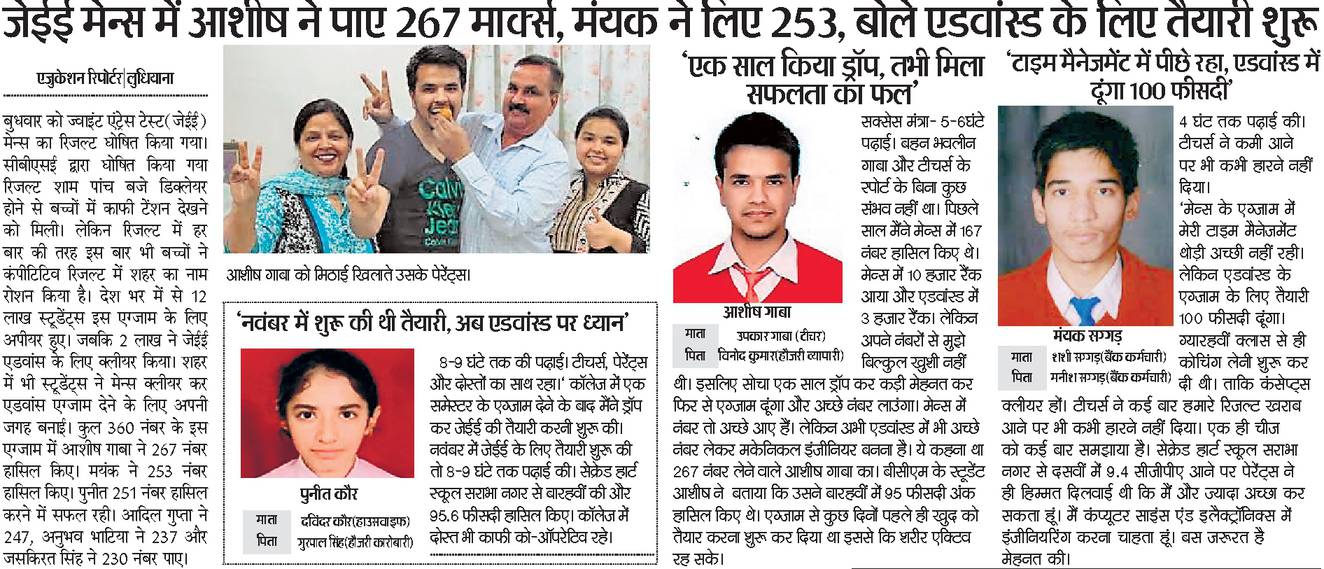 जेईई मेन्स में आशीष ने पाए 267 मार्क्स, मंयक ने लिए 253, बोले एडवांस्ड के लिए तैयारी शुरू
एजुकेशन रिपोर्टर|लुधियाना
बुधवार को ज्वाइंट एंट्रेस टेस्ट(जेईई)
मेन्स का रिजल्ट घोषित किया गया।
सीबीएसई द्वारा घोषित किया गया
रिजल्ट शाम पांच बजे डिक्लेयर
होने से बच्चों में काफी टेंशन देखने
को मिली। लेकिन रिजल्ट में हर
बार की तरह इस बार भी बच्चों ने
कंपीटिटिव रिजल्ट में शहर का नाम
रोशन किया है। देश भर में से 12
लाख स्टूडेंट्स इस एग्जाम के लिए
अपीयर हुए। जबकि 2 लाख ने जेईई
एडवांस के लिए क्लीयर किया। शहर
में भी स्टूडेंट्स ने मेन्स क्लीयर कर
एडवांस एग्जाम देने के लिए अपनी
जगह बनाई। कुल 360 नंबर के इस
एग्जाम में आशीष गाबा ने 267 नंबर
हासिल किए। मयंक ने 253 नंबर
हासिल किए। पुनीत 251 नंबर हासिल
करने में सफल रही। आदिल गुप्ता ने
247, अनुभव भाटिया ने 237 और
जसकिरत सिंह ने 230 नंबर पाए।
आशीष गाबा को मिठाई खिलाते उसके पेरेंट्स।
‘नवंबर में शुरू की थी तैयारी, अब एडवांस्ड पर ध्यान’
पुनीत कौर
माता दविंदर कौर(हाउसवाइफ)
पिता गुरपाल सिंह(हौजरी कारोबारी)
8-9 घंटे तक की पढ़ाई। टीचर्स, पेरेंट्स
और दोस्तों का साथ रहा।‘ कॉलेज में एक
समेस्टर के एग्जाम देने के बाद मैंने ड्रॉप
कर जेईई की तैयारी करनी शुरू की।
नवंबर में जेईई के लिए तैयारी शुरू की
तो 8-9 घंटे तक पढ़ाई की। सेक्रेड हार्ट
स्कूल सराभा नगर से बारहवीं की और
95.6 फीसदी हासिल किए। कॉलेज में
दोस्त भी काफी को-ऑपरेटिव रहे।
‘एक साल किया ड्रॉप, तभी मिला
सफलता का फल’
आशीष गाबा
माता उपकार गाबा (टीचर)
पिता विनोद कुमार(हौजरी व्यापारी)
सक्सेस मंत्रा- 5-6घंटे
पढ़ाई। बहन भवलीन
गाबा और टीचर्स के
स्पोर्ट के बिना कुछ
संभव नहीं था। पिछले
साल मैंने मेन्स में 167
नंबर हासिल किए थे।
मेन्स में 10 हजार रैंक
आया और एडवांस्ड में
3 हजार रैंक। लेकिन
अपने नंबरों से मुझे
बिल्कुल खुशी नहीं
थी। इसलिए सोचा एक साल ड्रॉप कर कड़ी मेहनत कर
फिर से एग्जाम दूंगा और अच्छे नंबर लाउंगा। मेन्स में
नंबर तो अच्छे आए हैं। लेकिन अभी एडवांस्ड में भी अच्छे
नंबर लेकर मकेनिकल इंजीनियर बनना है। ये कहना था
267 नंबर लेने वाले आशीष गाबा का। बीसीएम के स्टूडेंट
आशीष ने बताया कि उसने बारहवीं में 95 फीसदी अंक
हासिल किए थे। एग्जाम से कुछ दिनों पहले ही खुद को
तैयार करना शुरू कर दिया था इससे कि शरीर एक्टिव
रह सके।
‘टाइम मैनेजमेंट में पीछे रहा, एडवांस्ड में
दूंगा 100 फीसदी’
मंयक सग्गड़
माता शशी सग्गड़(बैंक कर्मचारी)
पिता मनीश सग्गड़(बैंक कर्मचारी)
4 घंटे तक पढ़ाई की।
टीचर्स ने कमी आने
पर भी कभी हारने नहीं
दिया।
‘मेन्स के एग्जाम में
मेरी टाइम मैनेजमेंट
थोड़ी अच्छी नहीं रही।
लेकिन एडवांस्ड के
एग्जाम के लिए तैयारी
100 फीसदी दूंगा।
ग्यारहवीं क्लास से ही
कोचिंग लेनी शुरू कर
दी थी। ताकि कंसेप्ट्स
क्लीयर हों। टीचर्स ने कई बार हमारे रिजल्ट खराब
आने पर भी कभी हारने नहीं दिया। एक ही चीज
को कई बार समझाया है। सेक्रेड हार्ट स्कूल सराभा
नगर से दसवीं में 9.4 सीजीपीए आने पर पेरेंट्स ने
ही हिम्मत दिलवाई थी कि मैं और ज्यादा अच्छा कर
सकता हूं। मैं कंप्यूटर साइंस एंड इलैक्ट्रॉनिक्स में
इंजीनियरिंग करना चाहता हूं। बस जरूरत है
मेहनत की।